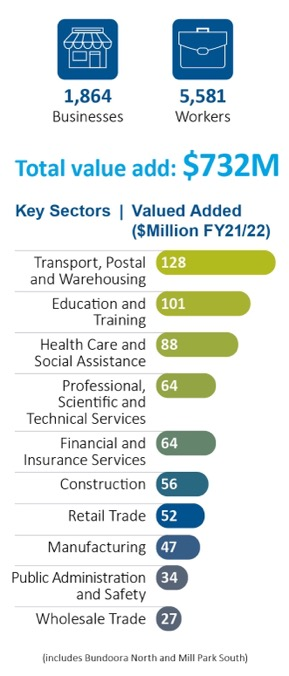 1,864
Businesses
5,581
Workers
Total value add: $732M
Key Sectors | Valued Added
($Million FY21/22)
Transport, Postal
and Warehousing
128
Education and
Training
101
Health Care and
Social Assistance
88
Professional,
Scientific and
Technical Services
64
Financial and
Insurance Services
64
Construction
56
Retail Trade
52
Manufacturing
47
Public Administration
and Safety
34
Wholesale Trade
27
(includes Bundoora North and Mill Park South)